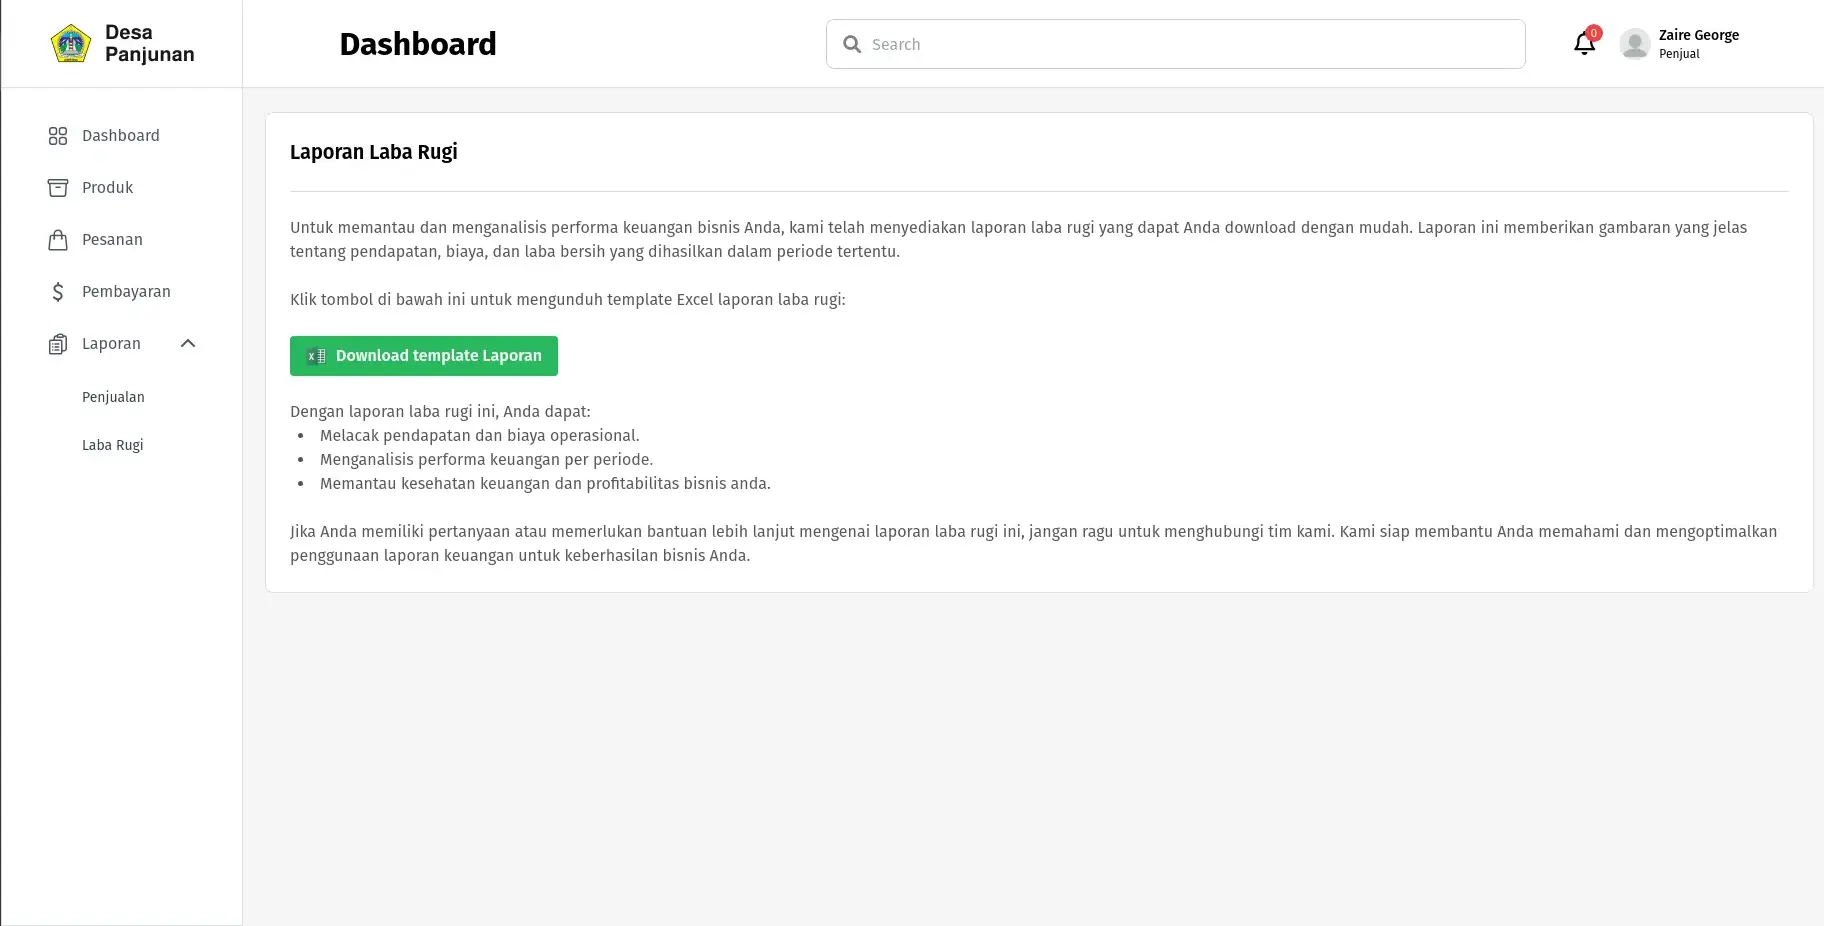 Desa
Panjunan
Dashboard
Search
0
Zaire George
Penjual
Dashboard
Produk
Pesanan
Pembayaran
Laporan
Penjualan
Laba Rugi
Laporan Laba Rugi
Untuk memantau dan menganalisis performa keuangan bisnis Anda, kami telah menyediakan laporan laba rugi yang dapat Anda download dengan mudah. Laporan ini memberikan gambaran yang jelas
tentang pendapatan, biaya, dan laba bersih yang dihasilkan dalam periode tertentu.
Klik tombol di bawah ini untuk mengunduh template Excel laporan laba rugi:
Download template Laporan
Dengan laporan laba rugi ini, Anda dapat:
• Melacak pendapatan dan biaya operasional.
• Menganalisis performa keuangan per periode.
• Memantau kesehatan keuangan dan profitabilitas bisnis anda.
Jika Anda memiliki pertanyaan atau memerlukan bantuan lebih lanjut mengenai laporan laba rugi ini, jangan ragu untuk menghubungi tim kami. Kami siap membantu Anda memahami dan mengoptimalkan
penggunaan laporan keuangan untuk keberhasilan bisnis Anda.